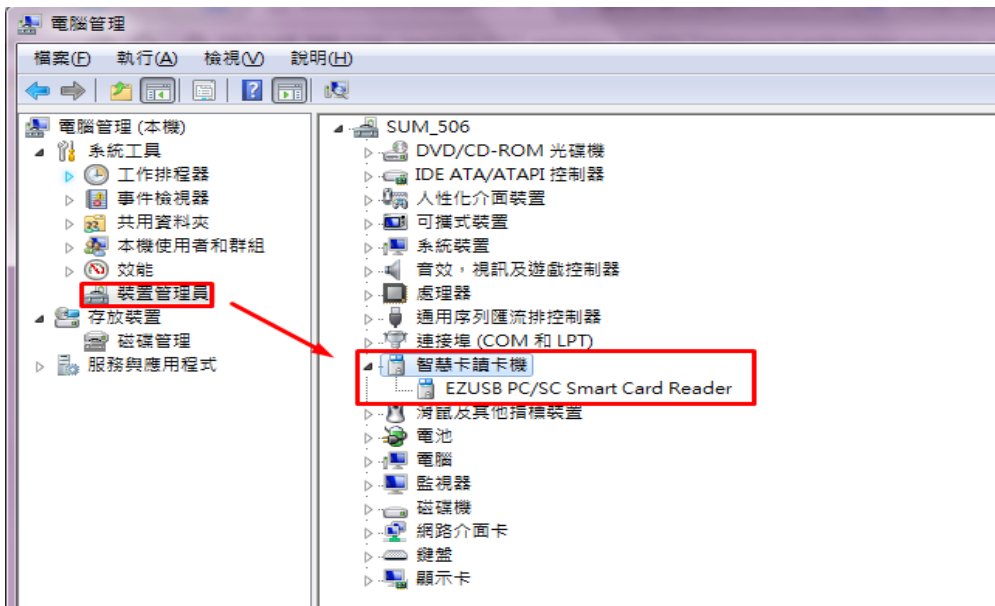 電腦管理
檔案(F) 執行(A) 檢視(V) 說明(H)
電腦管理 (本機)
系統工具
工作排程器
事件檢視器
共用資料夾
本機使用者和群組
效能
裝置管理員
存放裝置
磁碟管理
服務與應用程式
SUM_506
DVD/CD-ROM 光碟機
IDE ATA/ATAPI 控制器
人性化介面裝置
可攜式裝置
系統裝置
音效，視訊及遊戲控制器
處理器
通用序列匯流排控制器
連接埠 (COM 和 LPT)
智慧卡讀卡機
EZUSB PC/SC Smart Card Reader
滑鼠及其他指標裝置
電池
電腦
監視器
磁碟機
網路介面卡
鍵盤
顯示卡